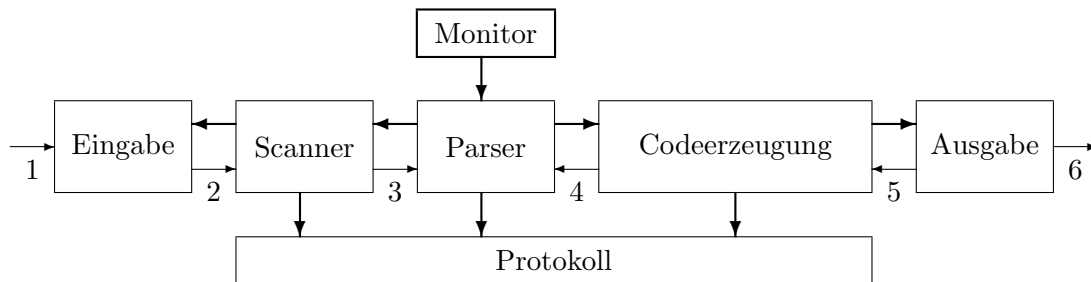 Monitor
Eingabe Scanner Parser Codeerzeugung Ausgabe
1 2 3 4 5 6
Protokoll